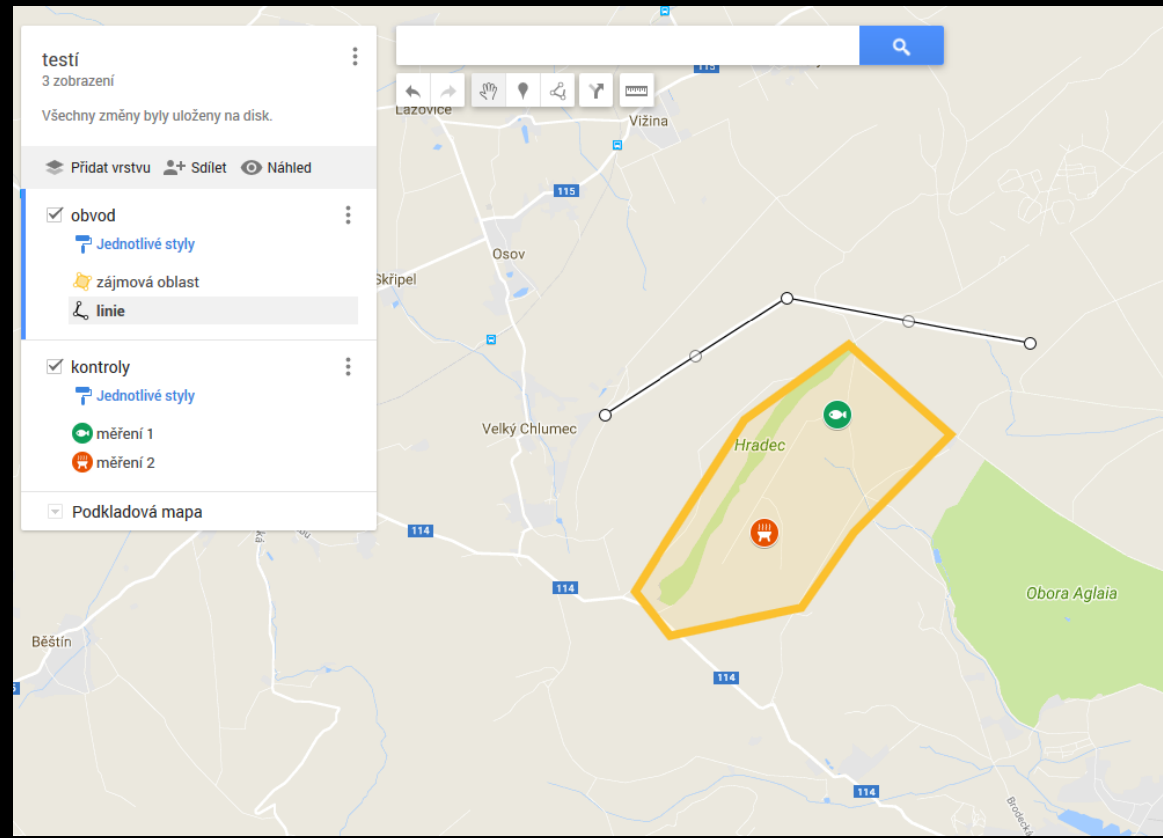 testí
3 zobrazení
Všechny změny byly uloženy na disk.
Přidat vrstvu Sdílet Náhled
obvod
Jednotlivé styly
zájmová oblast
linie
kontroly
Jednotlivé styly
měření 1
měření 2
Podkladová mapa
115
Lazovice
Vižina
115
Osov
Skřipel
Velký Chlumec
Hradec
114
114
Obora Aglaia
Běštín
114
114
Brodecká